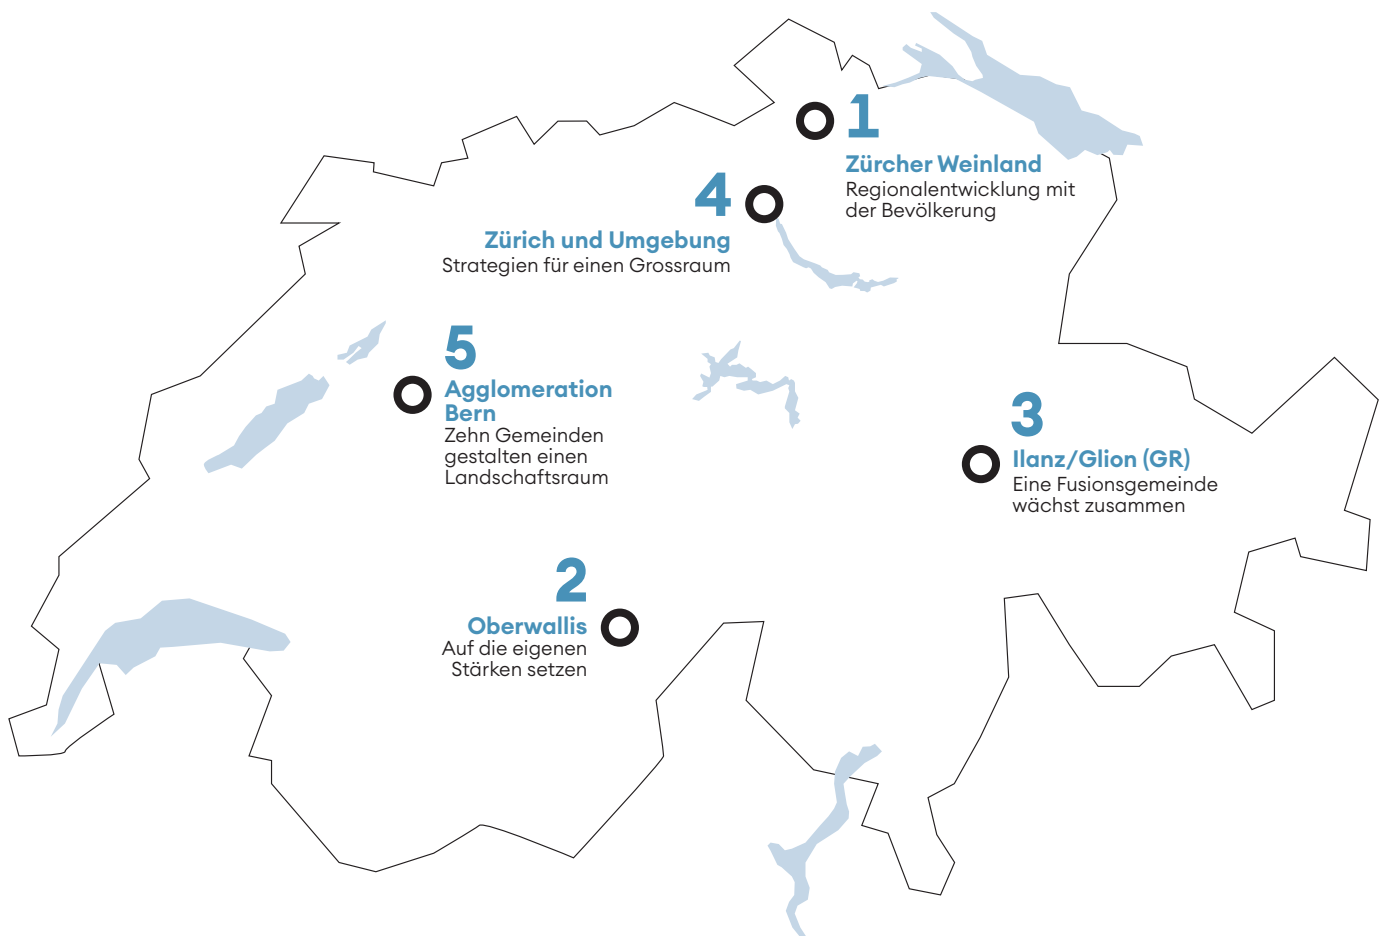 1
Zürcher Weinland
Regionalentwicklung mit
der Bevölkerung
4
Zürich und Umgebung
Strategien für einen Grossraum
5
Agglomeration
Bern
Zehn Gemeinden
gestalten einen
Landschaftsraum
3
Ilanz/Glion (GR)
Eine Fusionsgemeinde
wächst zusammen
2
Oberwallis
Auf die eigenen
Stärken setzen